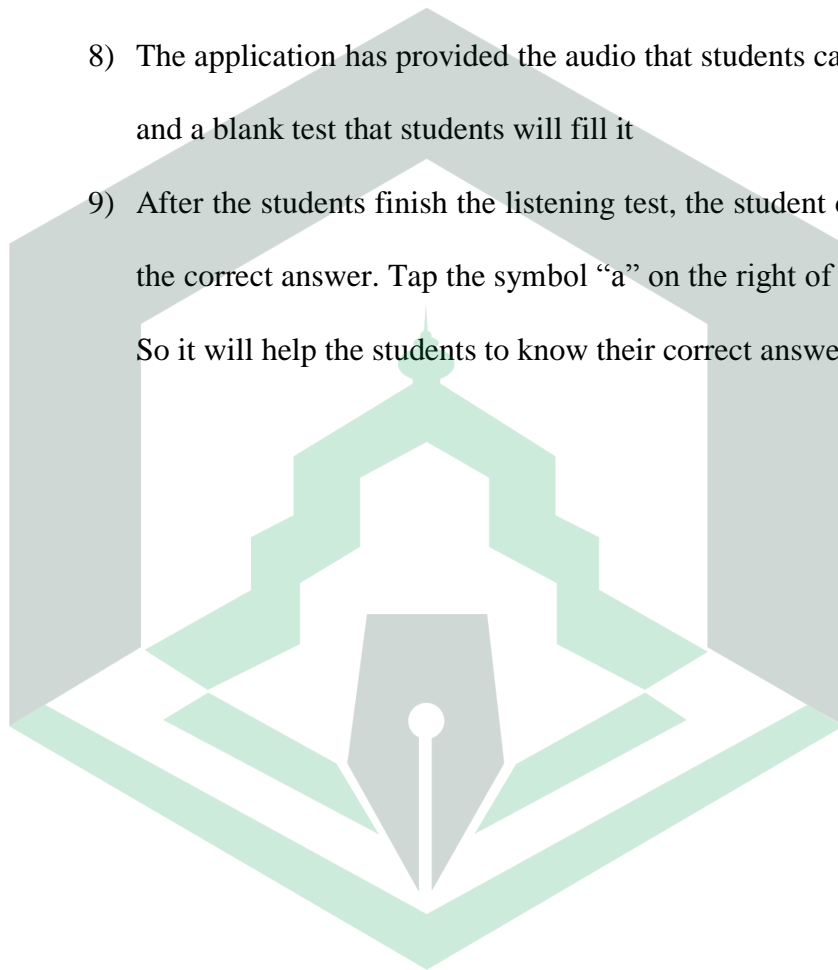 8) The application has provided the audio that students
and a blank test that students will fill it
9) After the students finish the listening test, the student
the correct answer. Tap the symbol “a” on the right of
So it will help the students to know their correct